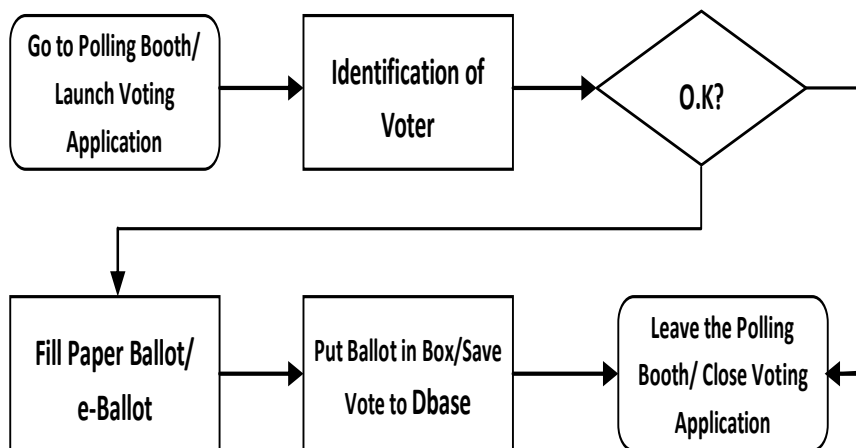 Go to Polling Booth/
Launch Voting
Application
Identification of
Voter
O.K?
Fill Paper Ballot/
e-Ballot
Put Ballot in Box/Save
Vote to Dbase
Leave the Polling
Booth/ Close Voting
Application